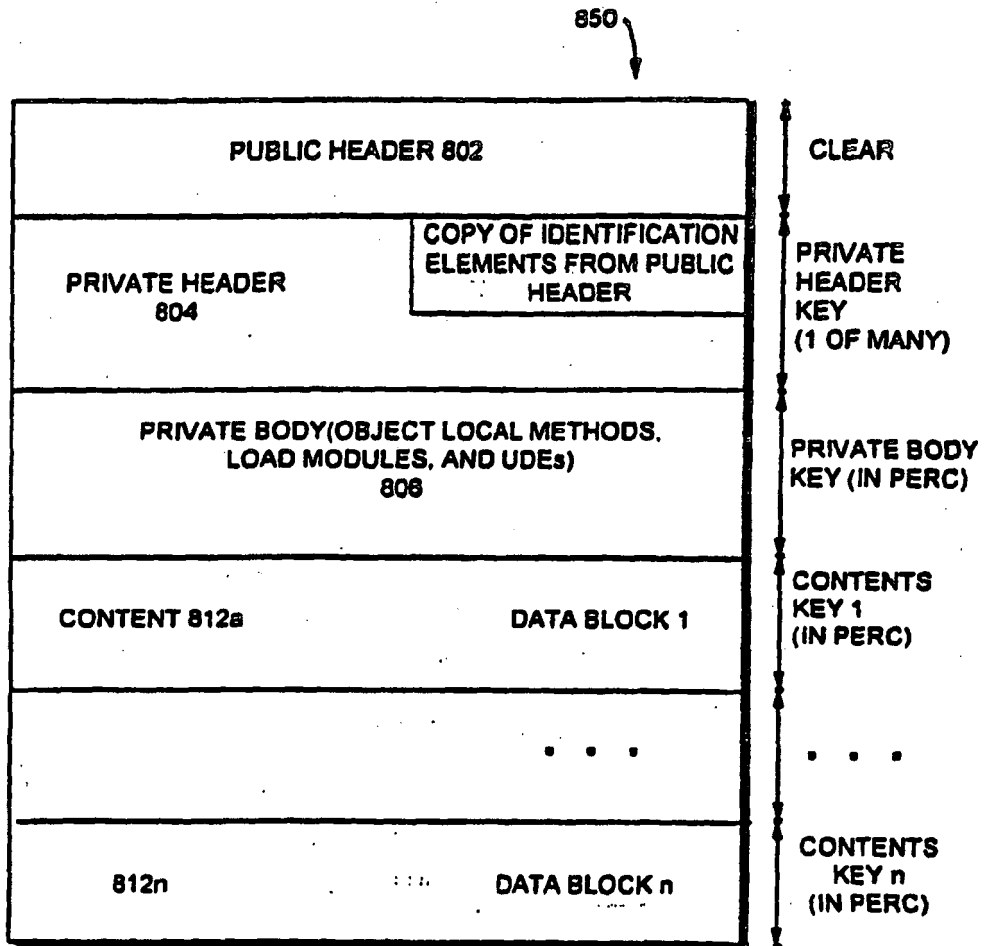 850
PUBLIC HEADER 802
CLEAR
PRIVATE HEADER
804
COPY OF IDENTIFICATION
ELEMENTS FROM PUBLIC
HEADER
PRIVATE
HEADER
KEY
(1 OF MANY)
PRIVATE BODY(OBJECT LOCAL METHODS,
LOAD MODULES, AND UDEs)
806
PRIVATE BODY
KEY (IN PERC)
CONTENT 812a
DATA BLOCK 1
CONTENTS
KEY 1
(IN PERC)
. . .
. . .
812n
DATA BLOCK n
CONTENTS
KEY n
(IN PERC)